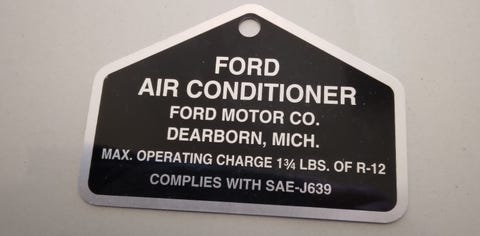 FORD
AIR CONDITIONER
FORD MOTOR CO.
DEARBORN, MICH.
MAX. OPERATING CHARGE 1¾ LBS. OF R-12
COMPLIES WITH SAE-J639